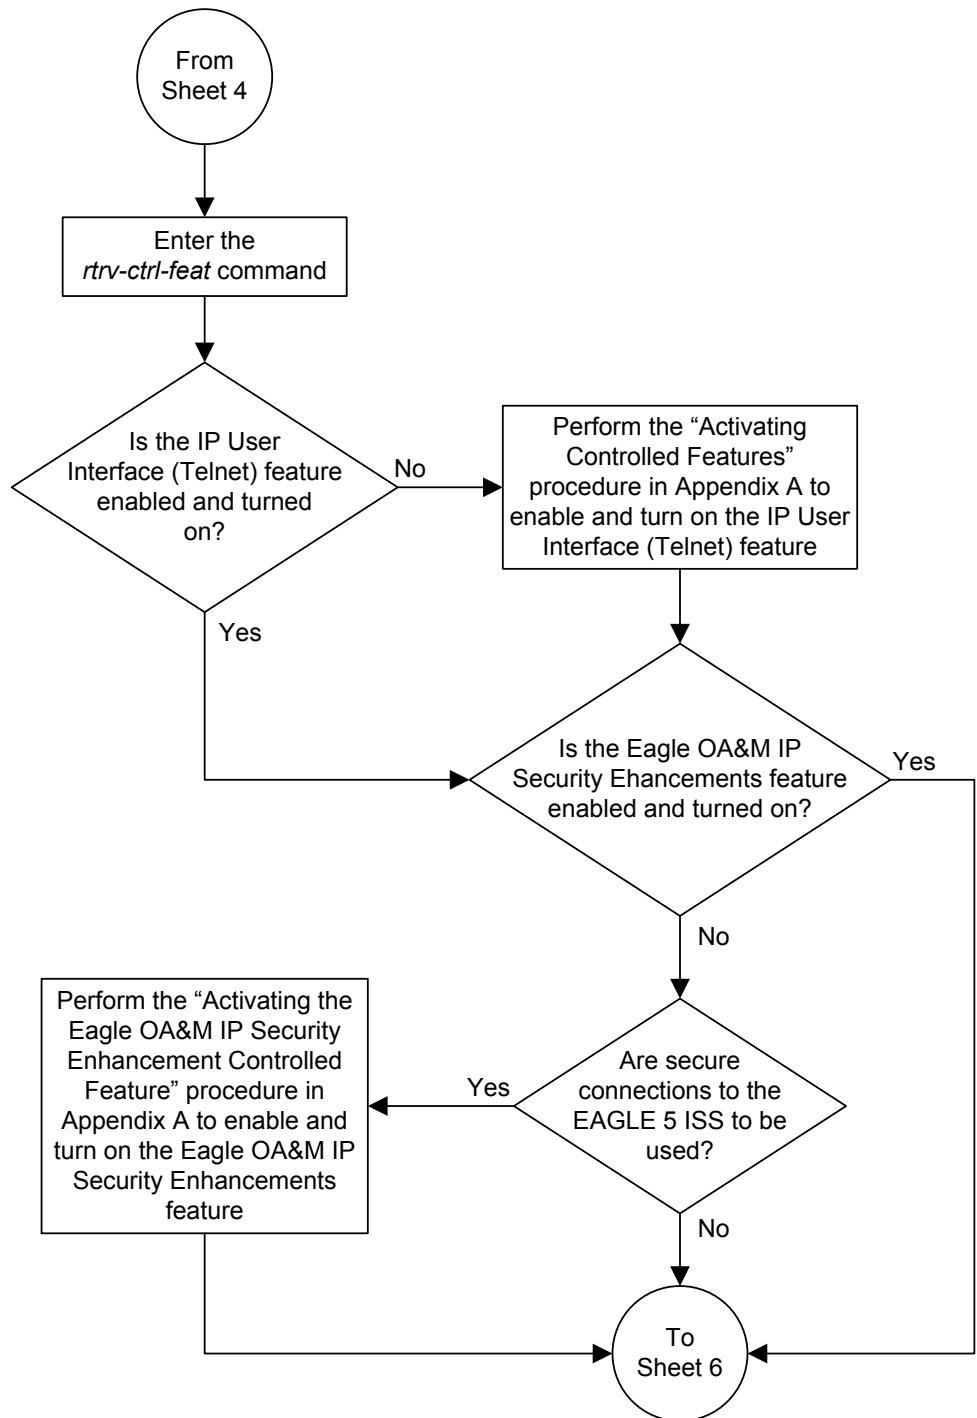 From
Sheet 4
Enter the
rtrv-ctrl-feat command
Is the IP User
Interface (Telnet) feature
enabled and turned
on?
No
Perform the “Activating
Controlled Features”
procedure in Appendix A to
enable and turn on the IP User
Interface (Telnet) feature
Yes
Is the Eagle OA&M IP
Security Ehancements feature
enabled and turned on?
Yes
No
Are secure
connections to the
EAGLE 5 ISS to be
used?
Yes
Perform the “Activating the
Eagle OA&M IP Security
Enhancement Controlled
Feature” procedure in
Appendix A to enable and
turn on the Eagle OA&M IP
Security Enhancements
feature
No
To
Sheet 6